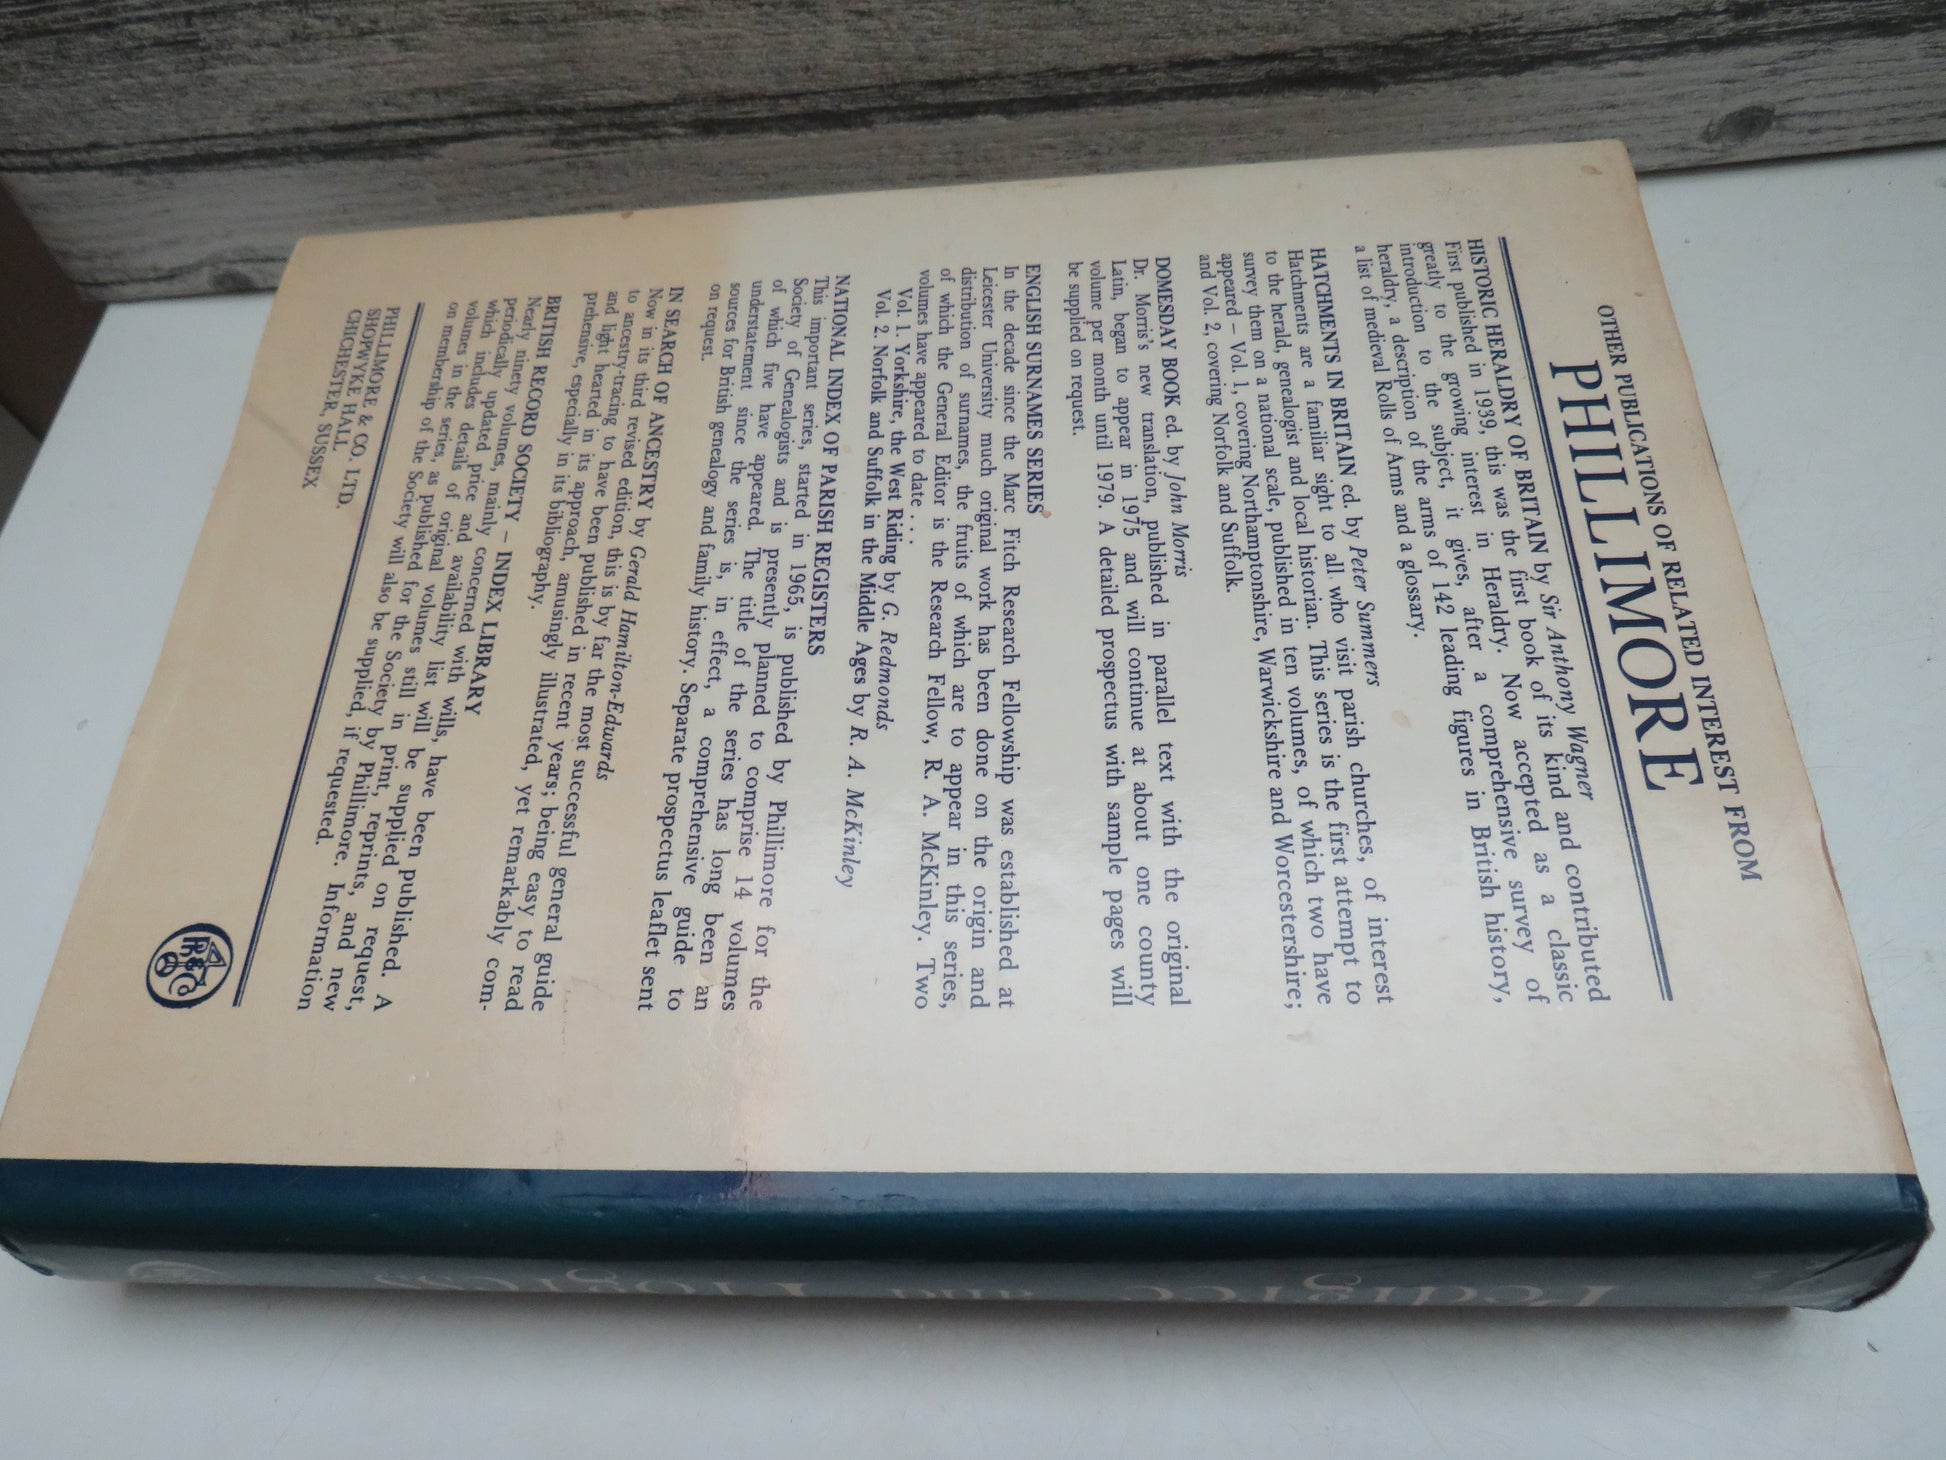 OTHER PUBLICATIONS OF RELATED INTEREST FROM
PHILLIMORE
HISTORIC HERALDRY OF BRITAIN by Sir Anthony Wagner
First published in 1939, this was the first book of its kind and contributed
greatly to the growing interest in Heraldry. Now accepted as a classic
introduction to the subject, it gives, after a comprehensive survey of
heraldry, a description of the arms of 142 leading figures in British history,
a list of medieval Rolls of Arms and a glossary.
HATCHMENTS IN BRITAIN ed. by Peter Summers
Hatchments are a familiar sight to all who visit parish churches, of interest
to the herald, genealogist and local historian. This series is the first attempt to
survey them on a national scale, published in ten volumes, of which two have
appeared – Vol. 1, covering Northamptonshire, Warwickshire and Worcestershire;
and Vol. 2, covering Norfolk and Suffolk.
DOMESDAY BOOK ed. by John Morris
Dr. Morris's new translation, published in parallel text with the original
Latin, began to appear in 1975 and will continue at about one county
volume per month until 1979. A detailed prospectus with sample pages will
be supplied on request.
ENGLISH SURNAMES SERIES
In the decade since the Marc Fitch Research Fellowship was established at
Leicester University much original work has been done on the origin and
distribution of surnames, the fruits of which are to appear in this series,
of which the General Editor is the Research Fellow, R. A. McKinley. Two
volumes have appeared to date . . .
Vol. 1. Yorkshire, the West Riding by G. Redmonds
Vol. 2. Norfolk and Suffolk in the Middle Ages by R. A. McKinley
NATIONAL INDEX OF PARISH REGISTERS
This important series, started in 1965, is published by Phillimore for the
Society of Genealogists and is presently planned to comprise 14 volumes
of which five have appeared. The title of the series has long been an
understatement since the series is, in effect, a comprehensive guide to
sources for British genealogy and family history. Separate prospectus leaflet sent
on request.
IN SEARCH OF ANCESTRY by Gerald Hamilton-Edwards
Now in its third revised edition, this is by far the most successful general guide
to ancestry-tracing to have been published in recent years; being easy to read
and light hearted in its approach, amusingly illustrated, yet remarkably com-
prehensive, especially in its bibliography.
BRITISH RECORD SOCIETY – INDEX LIBRARY
Nearly ninety volumes, mainly concerned with wills, have been published. A
periodically updated price and availability list will be supplied on request,
which includes details of original volumes still in print, reprints, and new
volumes in the series, as published for the Society by Phillimore. Information
on membership of the Society will also be supplied, if requested.
PHILLIMORE & CO. LTD.
SHOPWYKE HALL
CHICHESTER, SUSSEX
Pedigree and Progress